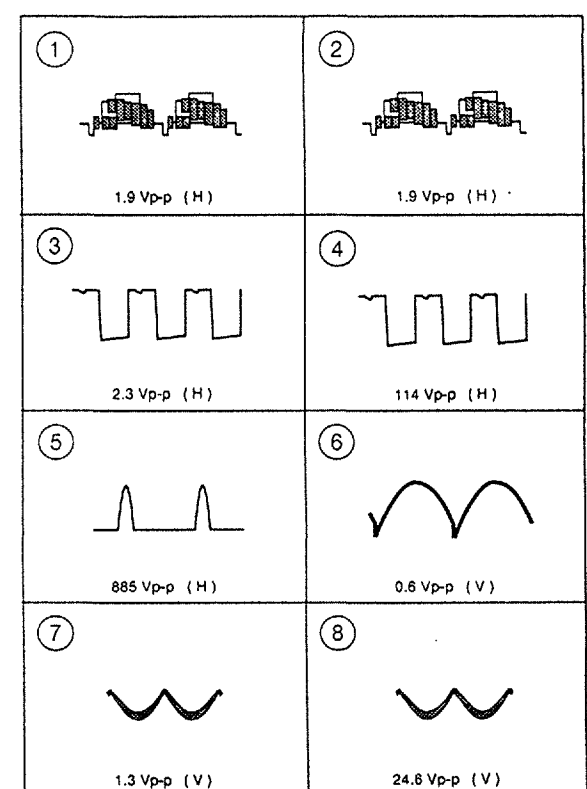 1
2
1.9 Vp-p (H)
1.9 Vp-p (H)
3
4
2.3 Vp-p (H)
114 Vp-p (H)
5
6
885 Vp-p (H)
0.6 Vp-p (V)
7
8
1.3 Vp-p (V)
24.6 Vp-p (V)